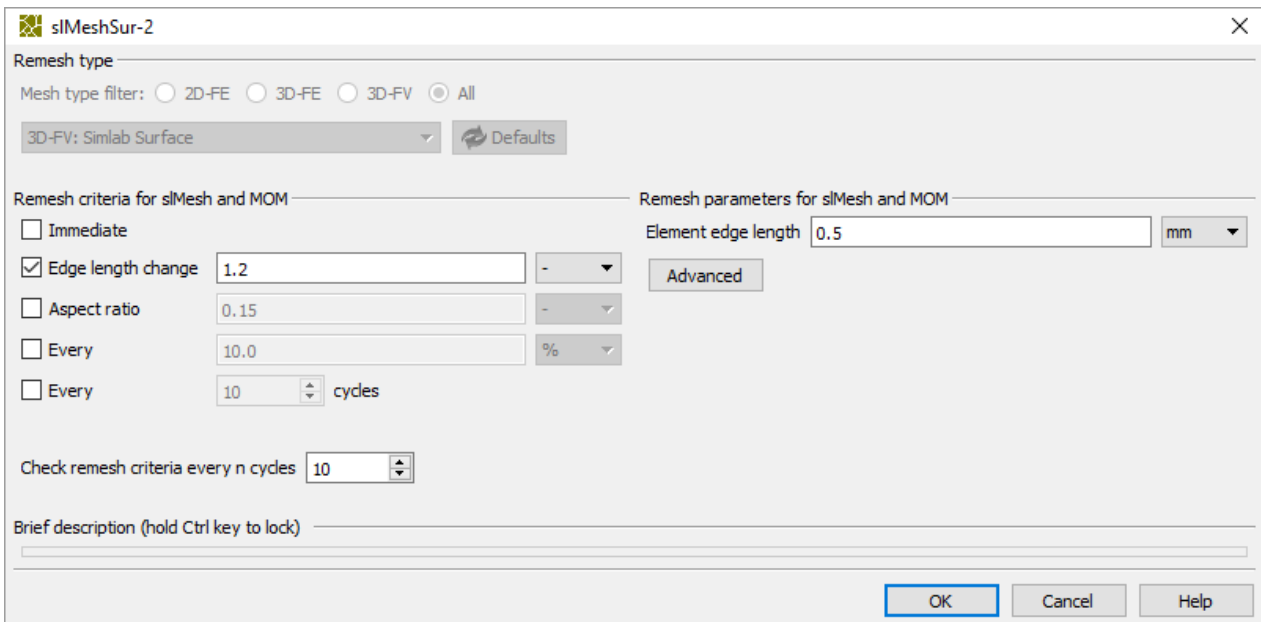 slMeshSur-2
Remesh type
Mesh type filter: 2D-FE 3D-FE 3D-FV All
3D-FV: Simlab Surface Defaults
Remesh criteria for slMesh and MOM
Immediate
Edge length change 1.2 -
Aspect ratio 0.15 -
Every 10.0 %
Every 10 cycles
Check remesh criteria every n cycles 10
Remesh parameters for slMesh and MOM
Element edge length 0.5 mm
Advanced
Brief description (hold Ctrl key to lock)
OK Cancel Help